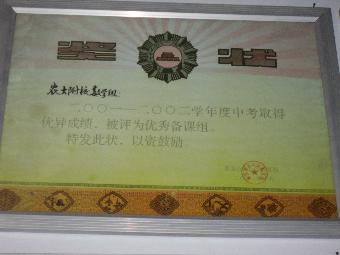 奖 状
农大附校数学组:
二〇〇一——二〇〇二学年度中考取得
优异成绩，被评为优秀备课组。
特发此状，以资鼓励。